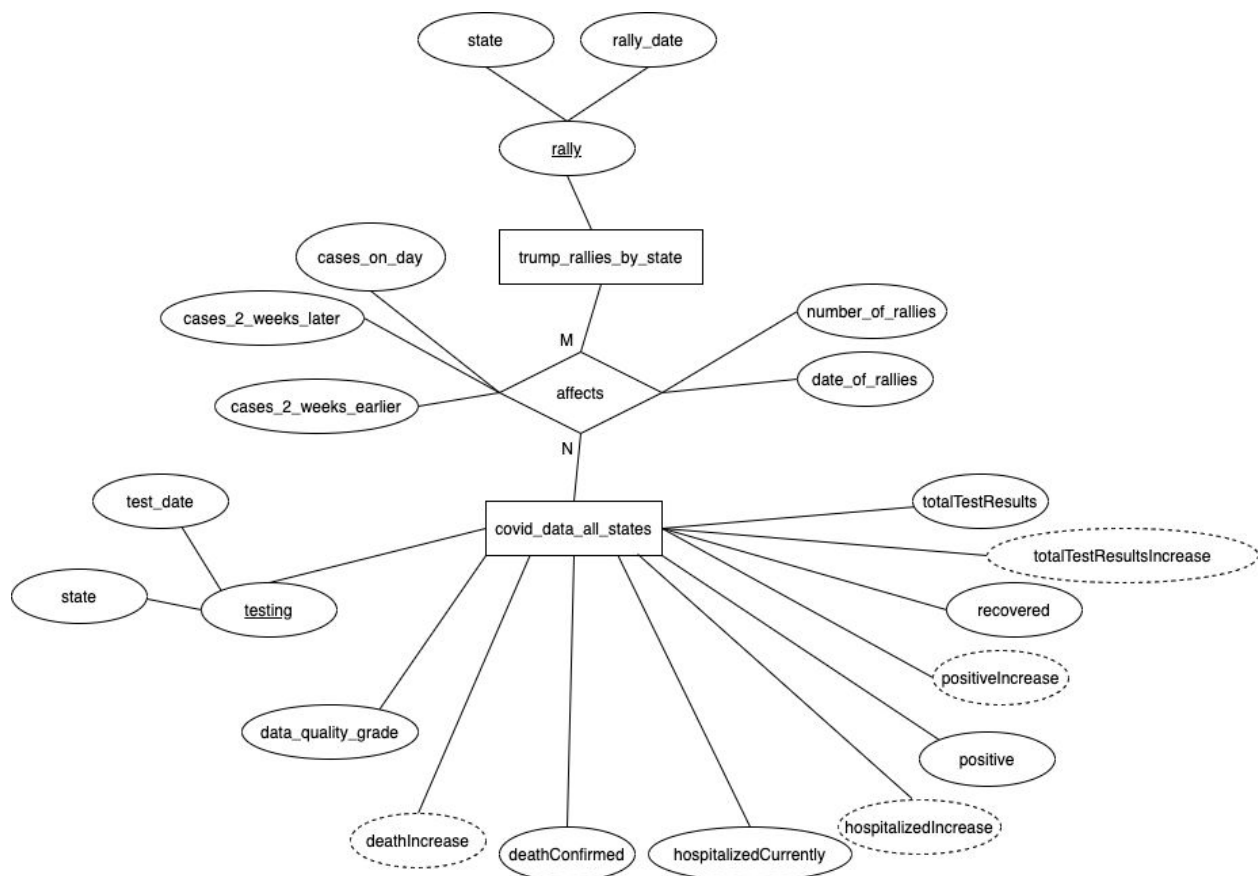 state
rally_date
rally
trump_rallies_by_state
cases_on_day
cases_2_weeks_later
cases_2_weeks_earlier
M
affects
N
number_of_rallies
date_of_rallies
test_date
state
testing
covid_data_all_states
totalTestResults
totalTestResultsIncrease
recovered
positiveIncrease
positive
data_quality_grade
deathIncrease
deathConfirmed
hospitalizedCurrently
hospitalizedIncrease